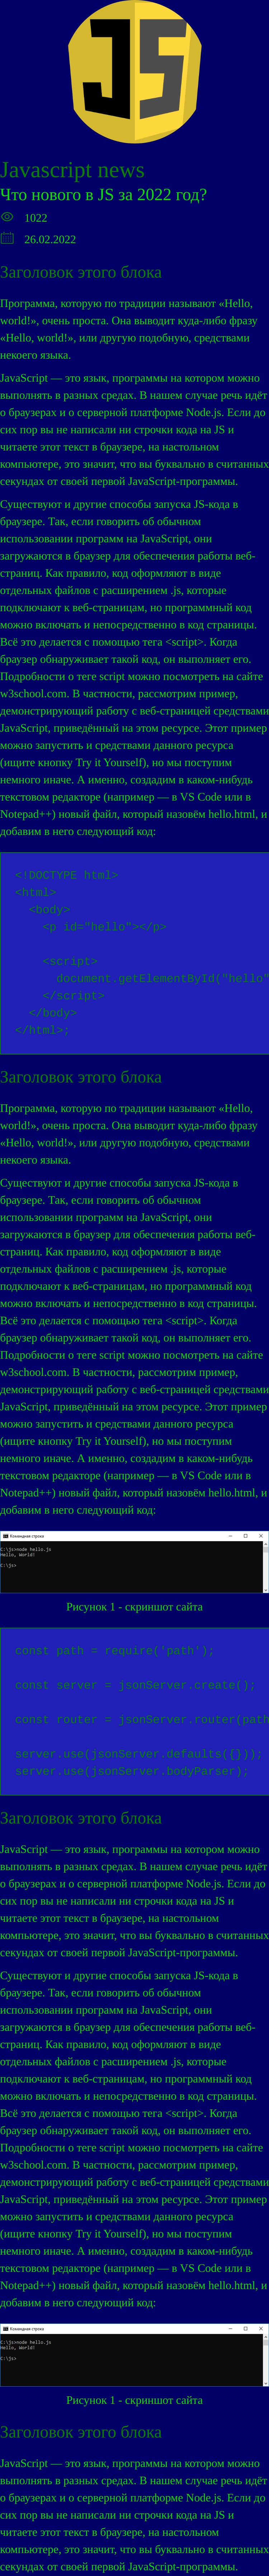 JS
Javascript news
Что нового в JS за 2022 год?
1022
26.02.2022
Заголовок этого блока
Программа, которую по традиции называют «Hello,
world!», очень проста. Она выводит куда-либо фразу
«Hello, world!», или другую подобную, средствами
некоего языка.
JavaScript — это язык, программы на котором можно
выполнять в разных средах. В нашем случае речь идёт
о браузерах и о серверной платформе Node.js. Если до
сих пор вы не написали ни строчки кода на JS и
читаете этот текст в браузере, на настольном
компьютере, это значит, что вы буквально в считанных
секундах от своей первой JavaScript-программы.
Существуют и другие способы запуска JS-кода в
браузере. Так, если говорить об обычном
использовании программ на JavaScript, они
загружаются в браузер для обеспечения работы веб-
страниц. Как правило, код оформляют в виде
отдельных файлов с расширением .js, которые
подключают к веб-страницам, но программный код
можно включать и непосредственно в код страницы.
Всё это делается с помощью тега <script>. Когда
браузер обнаруживает такой код, он выполняет его.
Подробности о теге script можно посмотреть на сайте
w3school.com. В частности, рассмотрим пример,
демонстрирующий работу с веб-страницей средствами
JavaScript, приведённый на этом ресурсе. Этот пример
можно запустить и средствами данного ресурса
(ищите кнопку Try it Yourself), но мы поступим
немного иначе. А именно, создадим в каком-нибудь
текстовом редакторе (например — в VS Code или в
Notepad++) новый файл, который назовём hello.html, и
добавим в него следующий код:
<!DOCTYPE html>
<html>
  <body>
    <p id="hello"></p>
    <script>
      document.getElementById("hello"
    </script>
  </body>
</html>;
Заголовок этого блока
Программа, которую по традиции называют «Hello,
world!», очень проста. Она выводит куда-либо фразу
«Hello, world!», или другую подобную, средствами
некоего языка.
Существуют и другие способы запуска JS-кода в
браузере. Так, если говорить об обычном
использовании программ на JavaScript, они
загружаются в браузер для обеспечения работы веб-
страниц. Как правило, код оформляют в виде
отдельных файлов с расширением .js, которые
подключают к веб-страницам, но программный код
можно включать и непосредственно в код страницы.
Всё это делается с помощью тега <script>. Когда
браузер обнаруживает такой код, он выполняет его.
Подробности о теге script можно посмотреть на сайте
w3school.com. В частности, рассмотрим пример,
демонстрирующий работу с веб-страницей средствами
JavaScript, приведённый на этом ресурсе. Этот пример
можно запустить и средствами данного ресурса
(ищите кнопку Try it Yourself), но мы поступим
немного иначе. А именно, создадим в каком-нибудь
текстовом редакторе (например — в VS Code или в
Notepad++) новый файл, который назовём hello.html, и
добавим в него следующий код:
Командная строка
C:\js>node hello.js
Hello, World!
C:\js>
Рисунок 1 - скриншот сайта
const path = require('path');
const server = jsonServer.create();
const router = jsonServer.router(path
server.use(jsonServer.defaults({}));
server.use(jsonServer.bodyParser);
Заголовок этого блока
JavaScript — это язык, программы на котором можно
выполнять в разных средах. В нашем случае речь идёт
о браузерах и о серверной платформе Node.js. Если до
сих пор вы не написали ни строчки кода на JS и
читаете этот текст в браузере, на настольном
компьютере, это значит, что вы буквально в считанных
секундах от своей первой JavaScript-программы.
Существуют и другие способы запуска JS-кода в
браузере. Так, если говорить об обычном
использовании программ на JavaScript, они
загружаются в браузер для обеспечения работы веб-
страниц. Как правило, код оформляют в виде
отдельных файлов с расширением .js, которые
подключают к веб-страницам, но программный код
можно включать и непосредственно в код страницы.
Всё это делается с помощью тега <script>. Когда
браузер обнаруживает такой код, он выполняет его.
Подробности о теге script можно посмотреть на сайте
w3school.com. В частности, рассмотрим пример,
демонстрирующий работу с веб-страницей средствами
JavaScript, приведённый на этом ресурсе. Этот пример
можно запустить и средствами данного ресурса
(ищите кнопку Try it Yourself), но мы поступим
немного иначе. А именно, создадим в каком-нибудь
текстовом редакторе (например — в VS Code или в
Notepad++) новый файл, который назовём hello.html, и
добавим в него следующий код:
Командная строка
C:\js>node hello.js
Hello, World!
C:\js>
Рисунок 1 - скриншот сайта
Заголовок этого блока
JavaScript — это язык, программы на котором можно
выполнять в разных средах. В нашем случае речь идёт
о браузерах и о серверной платформе Node.js. Если до
сих пор вы не написали ни строчки кода на JS и
читаете этот текст в браузере, на настольном
компьютере, это значит, что вы буквально в считанных
секундах от своей первой JavaScript-программы.